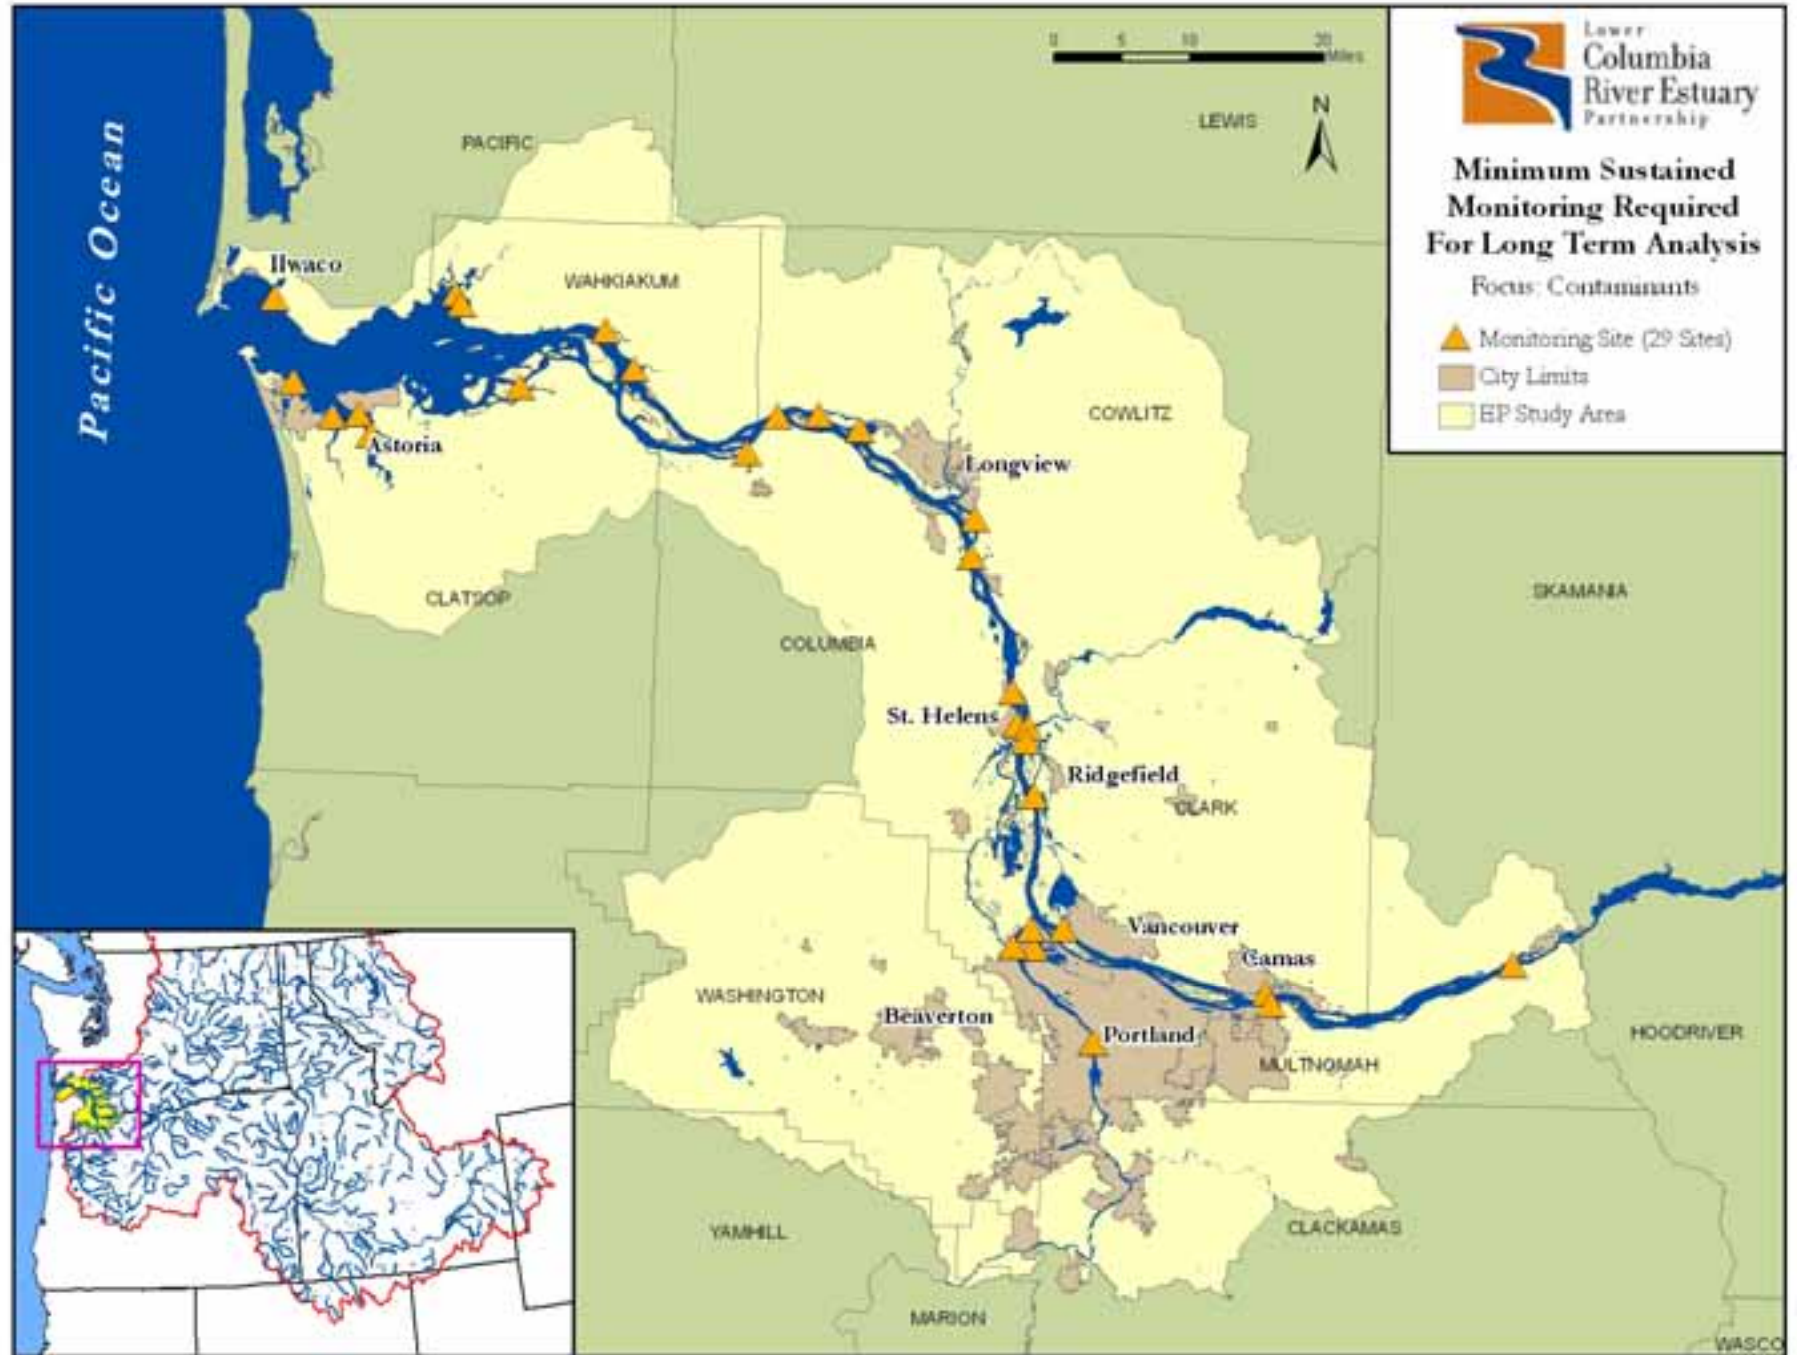 Pacific Ocean
0 5 10 20
Miles
N
Lower
Columbia
River Estuary
Partnership
Minimum Sustained
Monitoring Required
For Long Term Analysis
Focus: Contaminants
Monitoring Site (29 Sites)
City Limits
EP Study Area
LEWIS
PACIFIC
Ilwaco
WAHKIAKUM
COWLITZ
Astoria
Longview
CLATSOP
SKAMANIA
COLUMBIA
St. Helens
Ridgefield
CLARK
Vancouver
Camas
WASHINGTON
Beaverton
Portland
HOODRIVER
MULTNOMAH
YAMHILL
CLACKAMAS
MARION
WASCO